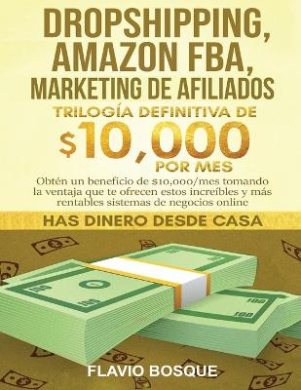 DROPSHIPPING,
AMAZON FBA,
MARKETING DE AFILIADOS
TRILOGÍA DEFINITIVA DE
$10,000
POR MES
Obtén un beneficio de $10,000/mes tomando
la ventaja que te ofrecen estos increíbles y más
rentables sistemas de negocios online
HAS DINERO DESDE CASA
FLAVIO BOSQUE